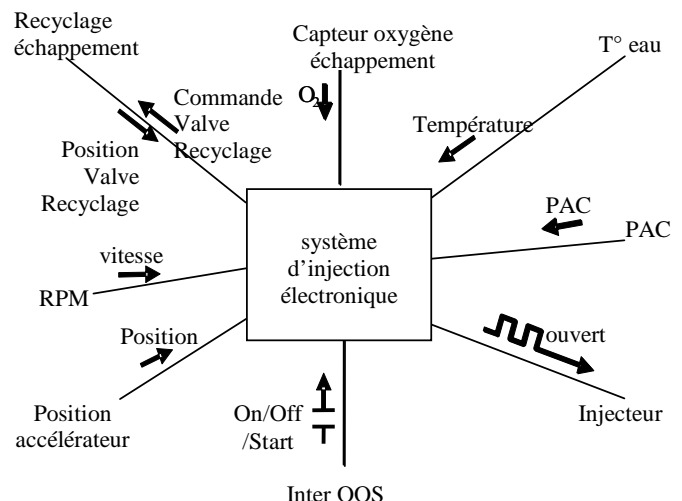 Recyclage
échappement
Capteur oxygène
échappement
T° eau
O2
Commande
Valve
Recyclage
Position
Valve
Recyclage
Température
PAC
PAC
système
d'injection
électronique
vitesse
RPM
Position
ouvert
Position
accélérateur
On/Off
/Start
Injecteur
Inter OOS